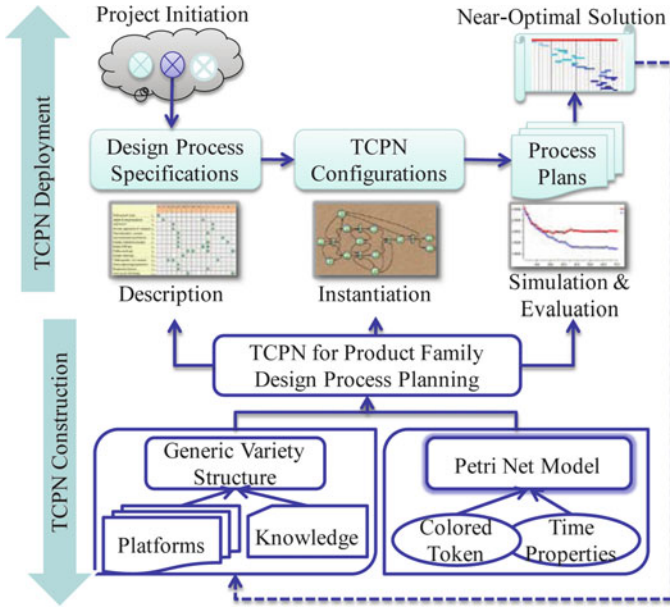 Project Initiation
Near-Optimal Solution
TCPN Deployment
Design Process
Specifications
TCPN
Configurations
Process
Plans
Description
Instantiation
Simulation &
Evaluation
TCPN Construction
TCPN for Product Family
Design Process Planning
Generic Variety
Structure
Petri Net Model
Platforms
Knowledge
Colored
Token
Time
Properties